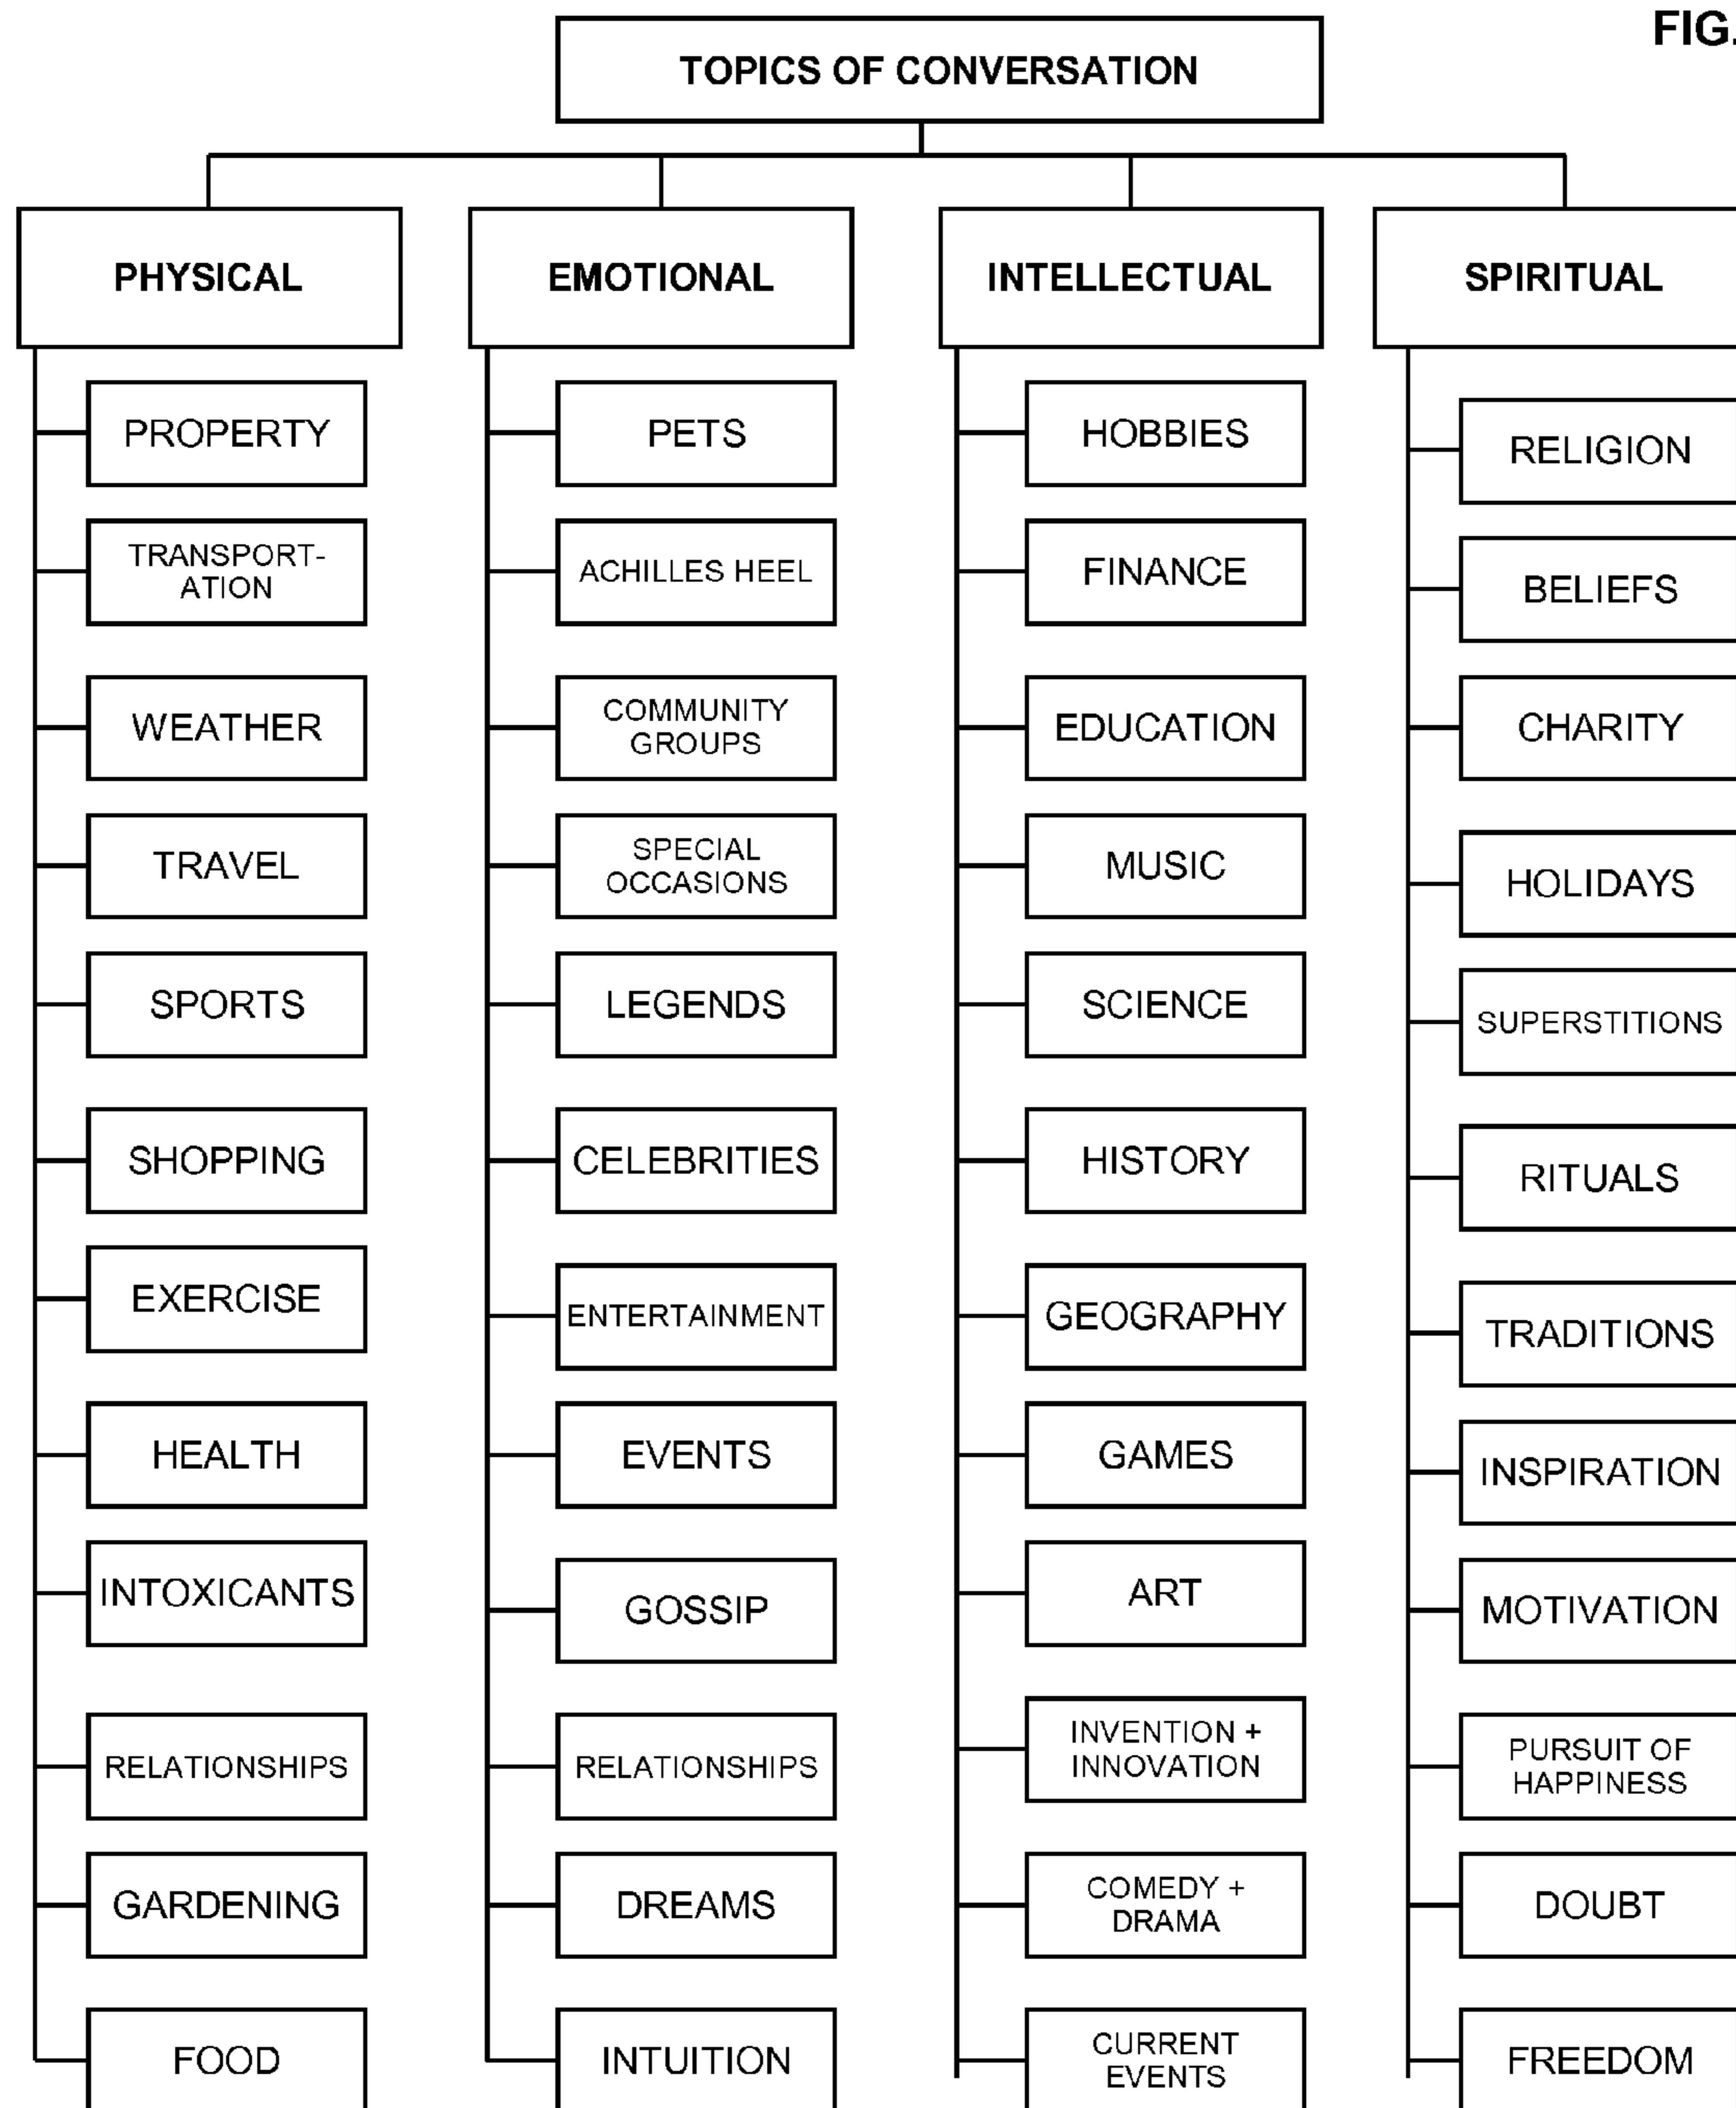 FIG.
TOPICS OF CONVERSATION
PHYSICAL
EMOTIONAL
INTELLECTUAL
SPIRITUAL
PROPERTY
TRANSPORT-
ATION
WEATHER
TRAVEL
SPORTS
SHOPPING
EXERCISE
HEALTH
INTOXICANTS
RELATIONSHIPS
GARDENING
FOOD
PETS
ACHILLES HEEL
COMMUNITY
GROUPS
SPECIAL
OCCASIONS
LEGENDS
CELEBRITIES
ENTERTAINMENT
EVENTS
GOSSIP
RELATIONSHIPS
DREAMS
INTUITION
HOBBIES
FINANCE
EDUCATION
MUSIC
SCIENCE
HISTORY
GEOGRAPHY
GAMES
ART
INVENTION +
INNOVATION
COMEDY +
DRAMA
CURRENT
EVENTS
RELIGION
BELIEFS
CHARITY
HOLIDAYS
SUPERSTITIONS
RITUALS
TRADITIONS
INSPIRATION
MOTIVATION
PURSUIT OF
HAPPINESS
DOUBT
FREEDOM